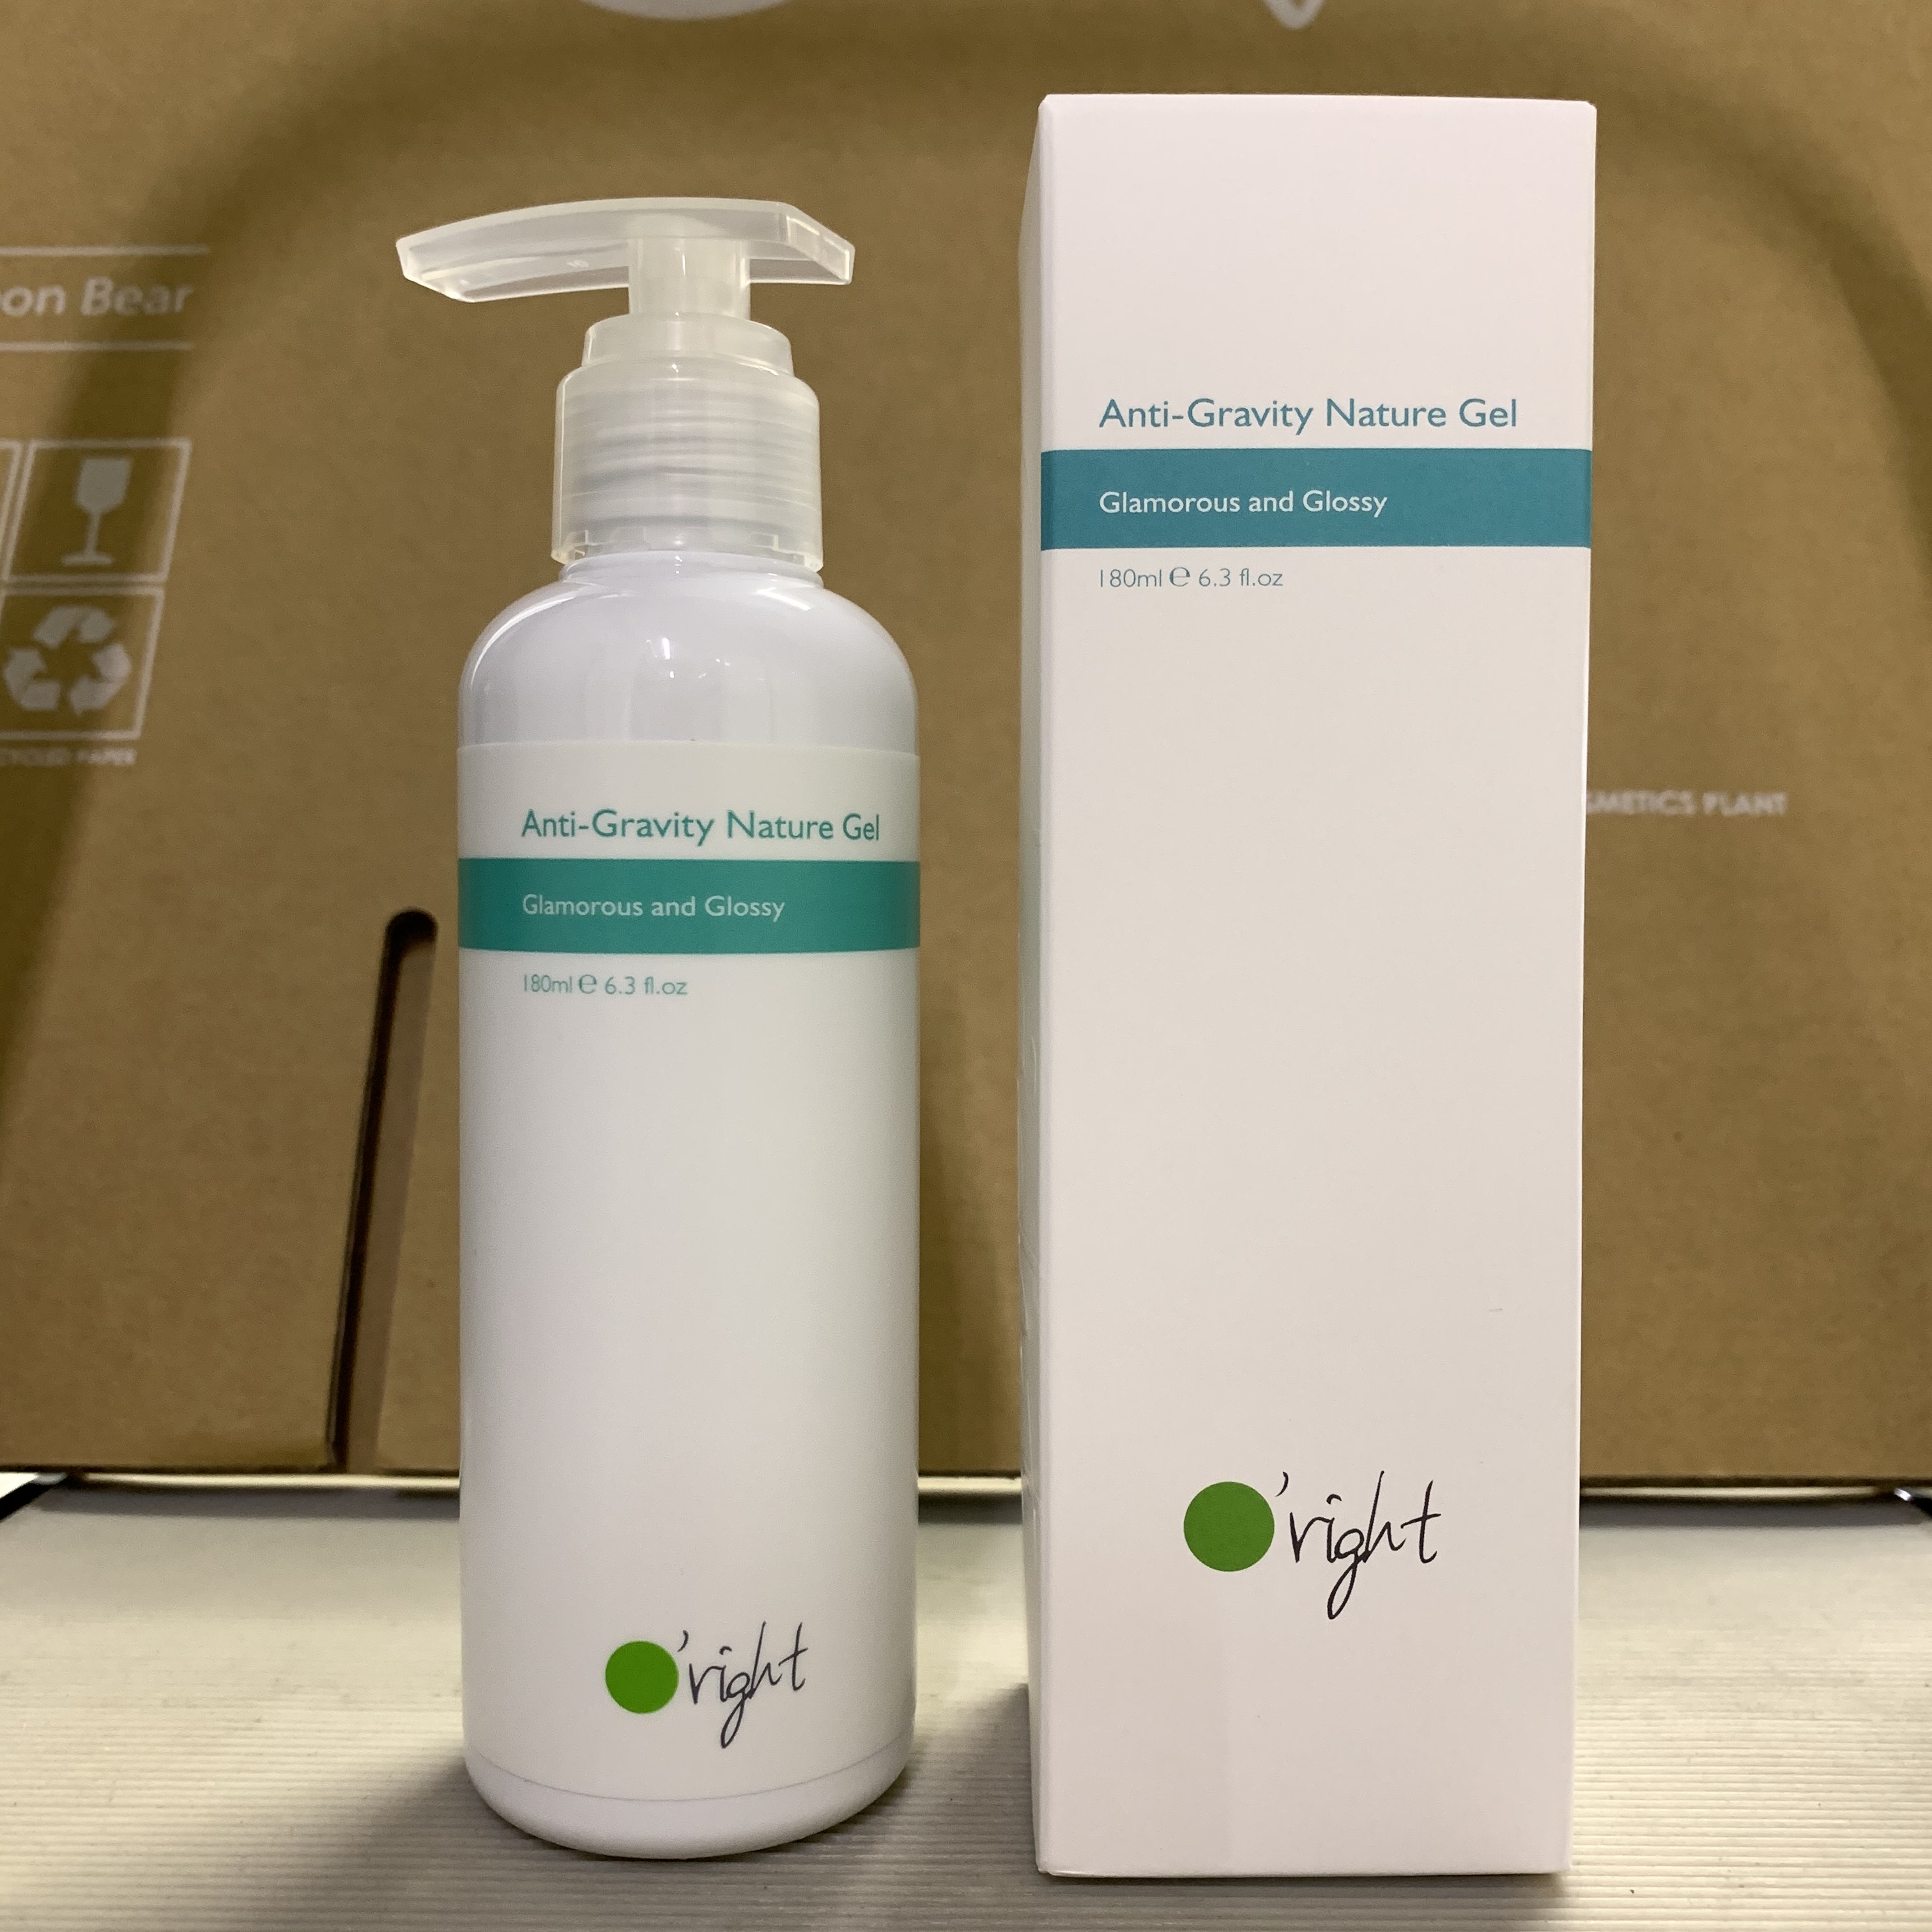 on Bear
Anti-Gravity Nature Gel
Glamorous and Glossy
180ml e 6.3 fl.oz
O'right
Anti-Gravity Nature Gel
Glamorous and Glossy
180ml e 6.3 fl.oz
O'right
PAPER
METICS PLANT